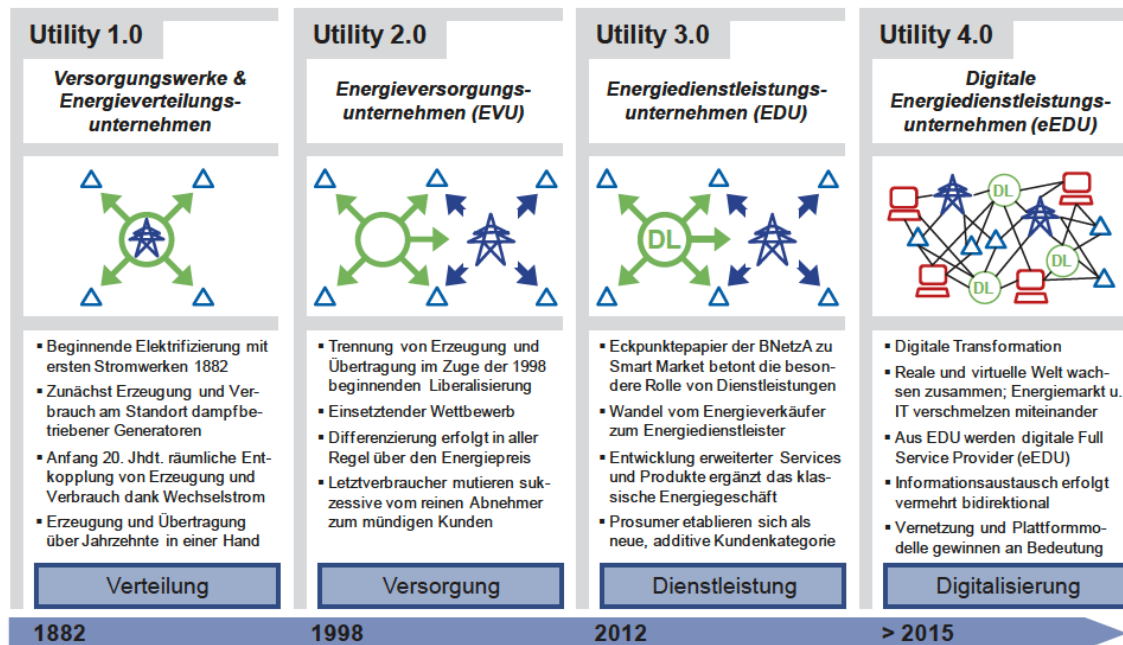 Utility 1.0
Versorgungswerke &
Energieverteilungs-
unternehmen
▪ Beginnende Elektrifizierung mit
ersten Stromwerken 1882
▪ Zunächst Erzeugung und Ver-
brauch am Standort dampfbe-
triebener Generatoren
▪ Anfang 20. Jhdt. räumliche Ent-
kopplung von Erzeugung und
Verbrauch dank Wechselstrom
▪ Erzeugung und Übertragung
über Jahrzehnte in einer Hand
Verteilung
1882
Utility 2.0
Energieversorgungs-
unternehmen (EVU)
▪ Trennung von Erzeugung und
Übertragung im Zuge der 1998
beginnenden Liberalisierung
▪ Einsetztender Wettbewerb
▪ Differenzierung erfolgt in aller
Regel über den Energiepreis
▪ Letztverbraucher mutieren suk-
zessive vom reinen Abnehmer
zum mündigen Kunden
Versorgung
1998
Utility 3.0
Energiedienstleistungs-
unternehmen (EDU)
DL
▪ Eckpunktepapier der BNetzA zu
Smart Market betont die beson-
dere Rolle von Dienstleistungen
▪ Wandel vom Energieverkäufer
zum Energiedienstleister
▪ Entwicklung erweiterter Services
und Produkte ergänzt das klas-
sische Energiegeschäft
▪ Prosumer etablieren sich als
neue, additive Kundenkategorie
Dienstleistung
2012
Utility 4.0
Digitale
Energiedienstleistungs-
unternehmen (eEDU)
DL
DL
DL
▪ Digitale Transformation
▪ Reale und virtuelle Welt wach-
sen zusammen; Energiemarkt u.
IT verschmelzen miteinander
▪ Aus EDU werden digitale Full
Service Provider (eEDU)
▪ Informationsaustausch erfolgt
vermehrt bidirektional
▪ Vernetzung und Plattformmo-
delle gewinnen an Bedeutung
Digitalisierung
> 2015